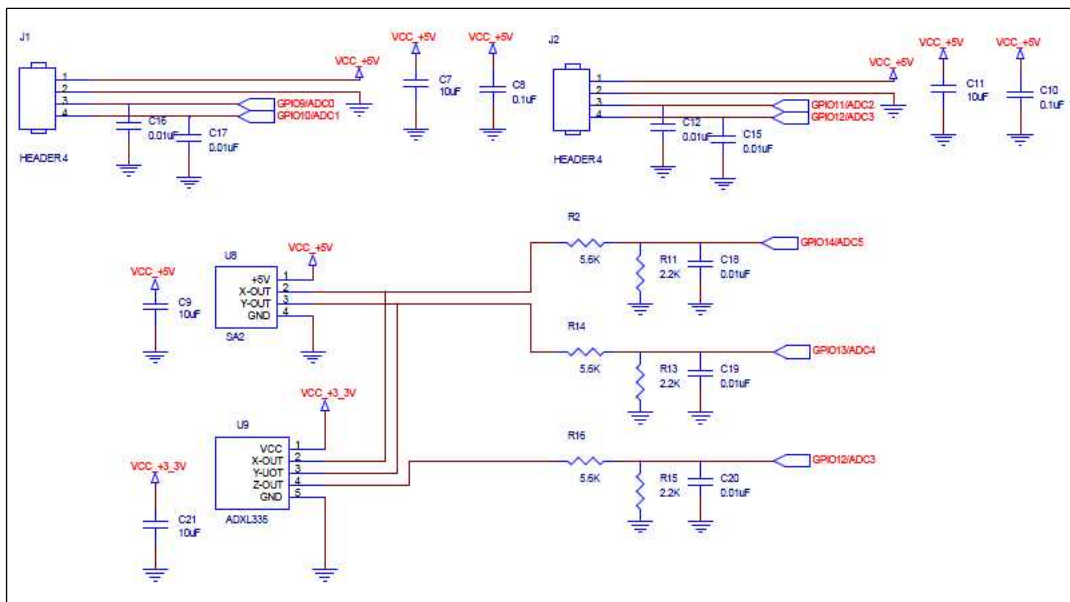 J1
1
2
3
4
HEADER 4
VCC_+5V
GPIO9/ADC0
GPIO10/ADC1
C16
0.01uF
C17
0.01uF
VCC_+5V
C7
10uF
VCC_+5V
C8
0.1uF
J2
1
2
3
4
HEADER 4
VCC_+5V
GPIO11/ADC2
GPIO12/ADC3
C12
0.01uF
C15
0.01uF
VCC_+5V
C11
10uF
VCC_+5V
C10
0.1uF
VCC_+5V
C9
10uF
U8
+5V 1
X-OUT 2
Y-OUT 3
GND 4
SA2
VCC_+5V
R2
5.6K
R11
2.2K
C18
0.01uF
GPIO14/ADC5
R14
5.6K
R13
2.2K
C19
0.01uF
GPIO13/ADC4
VCC_+3_3V
C21
10uF
VCC_+3_3V
U9
VCC 1
X-OUT 2
Y-UOT 3
Z-OUT 4
GND 5
ADXL335
R16
5.6K
R15
2.2K
C20
0.01uF
GPIO12/ADC3